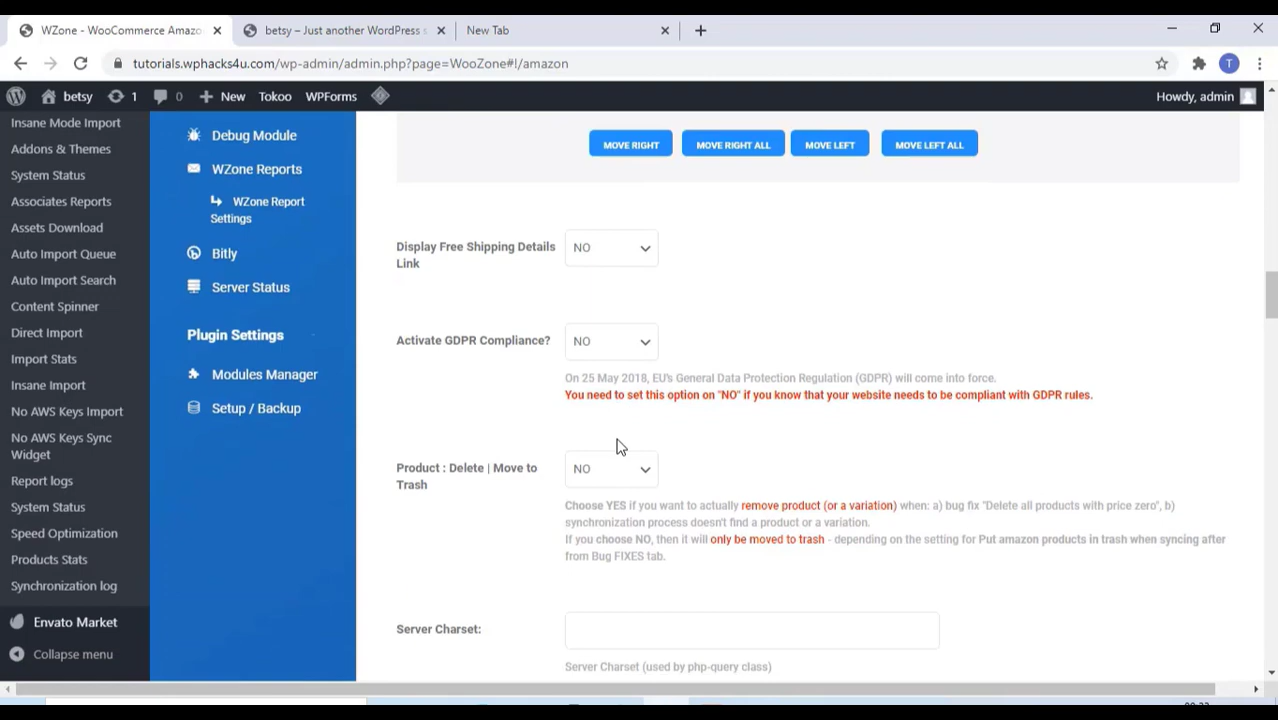 WZone - WooCommerce Amazo
betsy – Just another WordPress s
New Tab
tutorials.wphacks4u.com/wp-admin/admin.php?page=WooZone#!/amazon
T
betsy
1
0
New
Tokoo
WPForms
Howdy, admin
Insane Mode Import
Addons & Themes
System Status
Associates Reports
Assets Download
Auto Import Queue
Auto Import Search
Content Spinner
Direct Import
Import Stats
Insane Import
No AWS Keys Import
No AWS Keys Sync
Widget
Report logs
System Status
Speed Optimization
Products Stats
Synchronization log
Envato Market
Collapse menu
Debug Module
WZone Reports
WZone Report
Settings
Bitly
Server Status
Plugin Settings
Modules Manager
Setup / Backup
MOVE RIGHT
MOVE RIGHT ALL
MOVE LEFT
MOVE LEFT ALL
Display Free Shipping Details
Link
NO
Activate GDPR Compliance?
NO
On 25 May 2018, EU's General Data Protection Regulation (GDPR) will come into force.
You need to set this option on "NO" if you know that your website needs to be compliant with GDPR rules.
Product : Delete | Move to
Trash
NO
Choose YES if you want to actually remove product (or a variation) when: a) bug fix "Delete all products with price zero", b)
synchronization process doesn't find a product or a variation.
If you choose NO, then it will only be moved to trash - depending on the setting for Put amazon products in trash when syncing after
from Bug FIXES tab.
Server Charset:
Server Charset (used by php-query class)